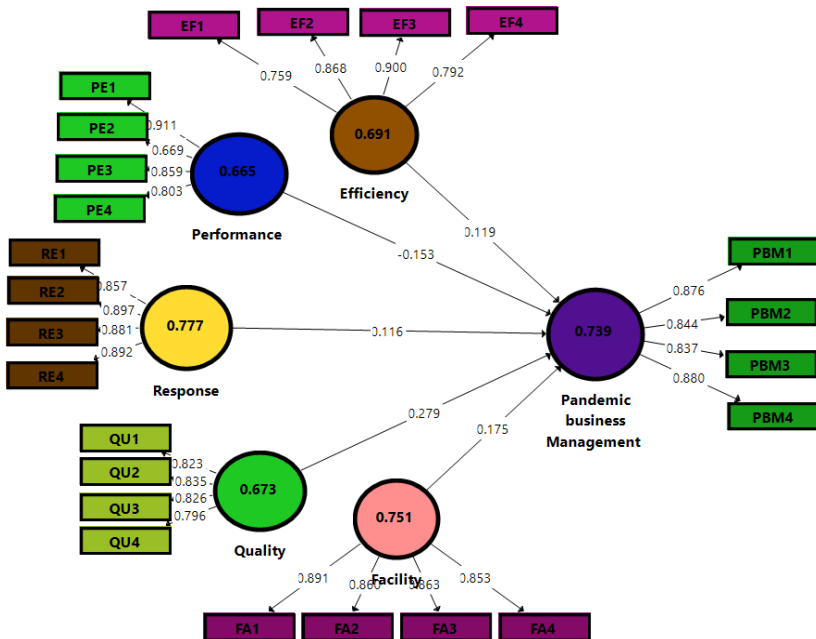 EF1
EF2
EF3
EF4
0.759
0.868
0.900
0.792
0.691
Efficiency
PE1
PE2
PE3
PE4
0.911
0.669
0.859
0.803
0.665
Performance
0.119
-0.153
RE1
RE2
RE3
RE4
0.857
0.897
0.881
0.892
0.777
Response
0.116
0.739
Pandemic
business
Management
PBM1
PBM2
PBM3
PBM4
0.876
0.844
0.837
0.880
QU1
QU2
QU3
QU4
0.823
0.835
0.826
0.796
0.673
Quality
0.279
0.175
0.751
Facility
0.891
0.860
0.863
0.853
FA1
FA2
FA3
FA4